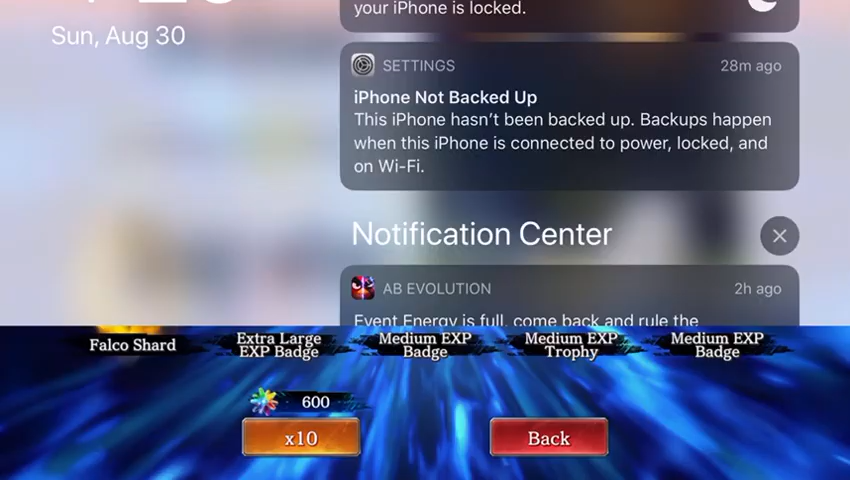 your iPhone is locked.
Sun, Aug 30
SETTINGS 28m ago
iPhone Not Backed Up
This iPhone hasn't been backed up. Backups happen
when this iPhone is connected to power, locked, and
on Wi-Fi.
Notification Center
AB EVOLUTION 2h ago
Event Energy is full, come back and rule the
Falco Shard
Extra Large
EXP Badge
Medium EXP
Badge
Medium EXP
Trophy
Medium EXP
Badge
600
x10
Back